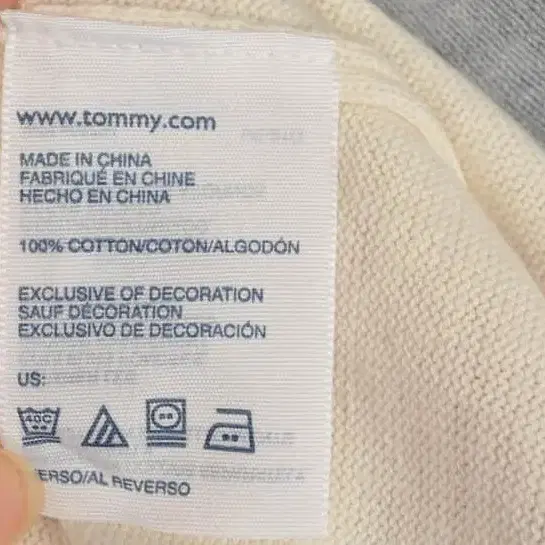 www.tommy.com
MADE IN CHINA
FABRIQUÉ EN CHINE
HECHO EN CHINA
100% COTTON/COTON/ALGODÓN
EXCLUSIVE OF DECORATION
SAUF DÉCORATION
EXCLUSIVO DE DECORACIÓN
US:
40C
AL REVERSO